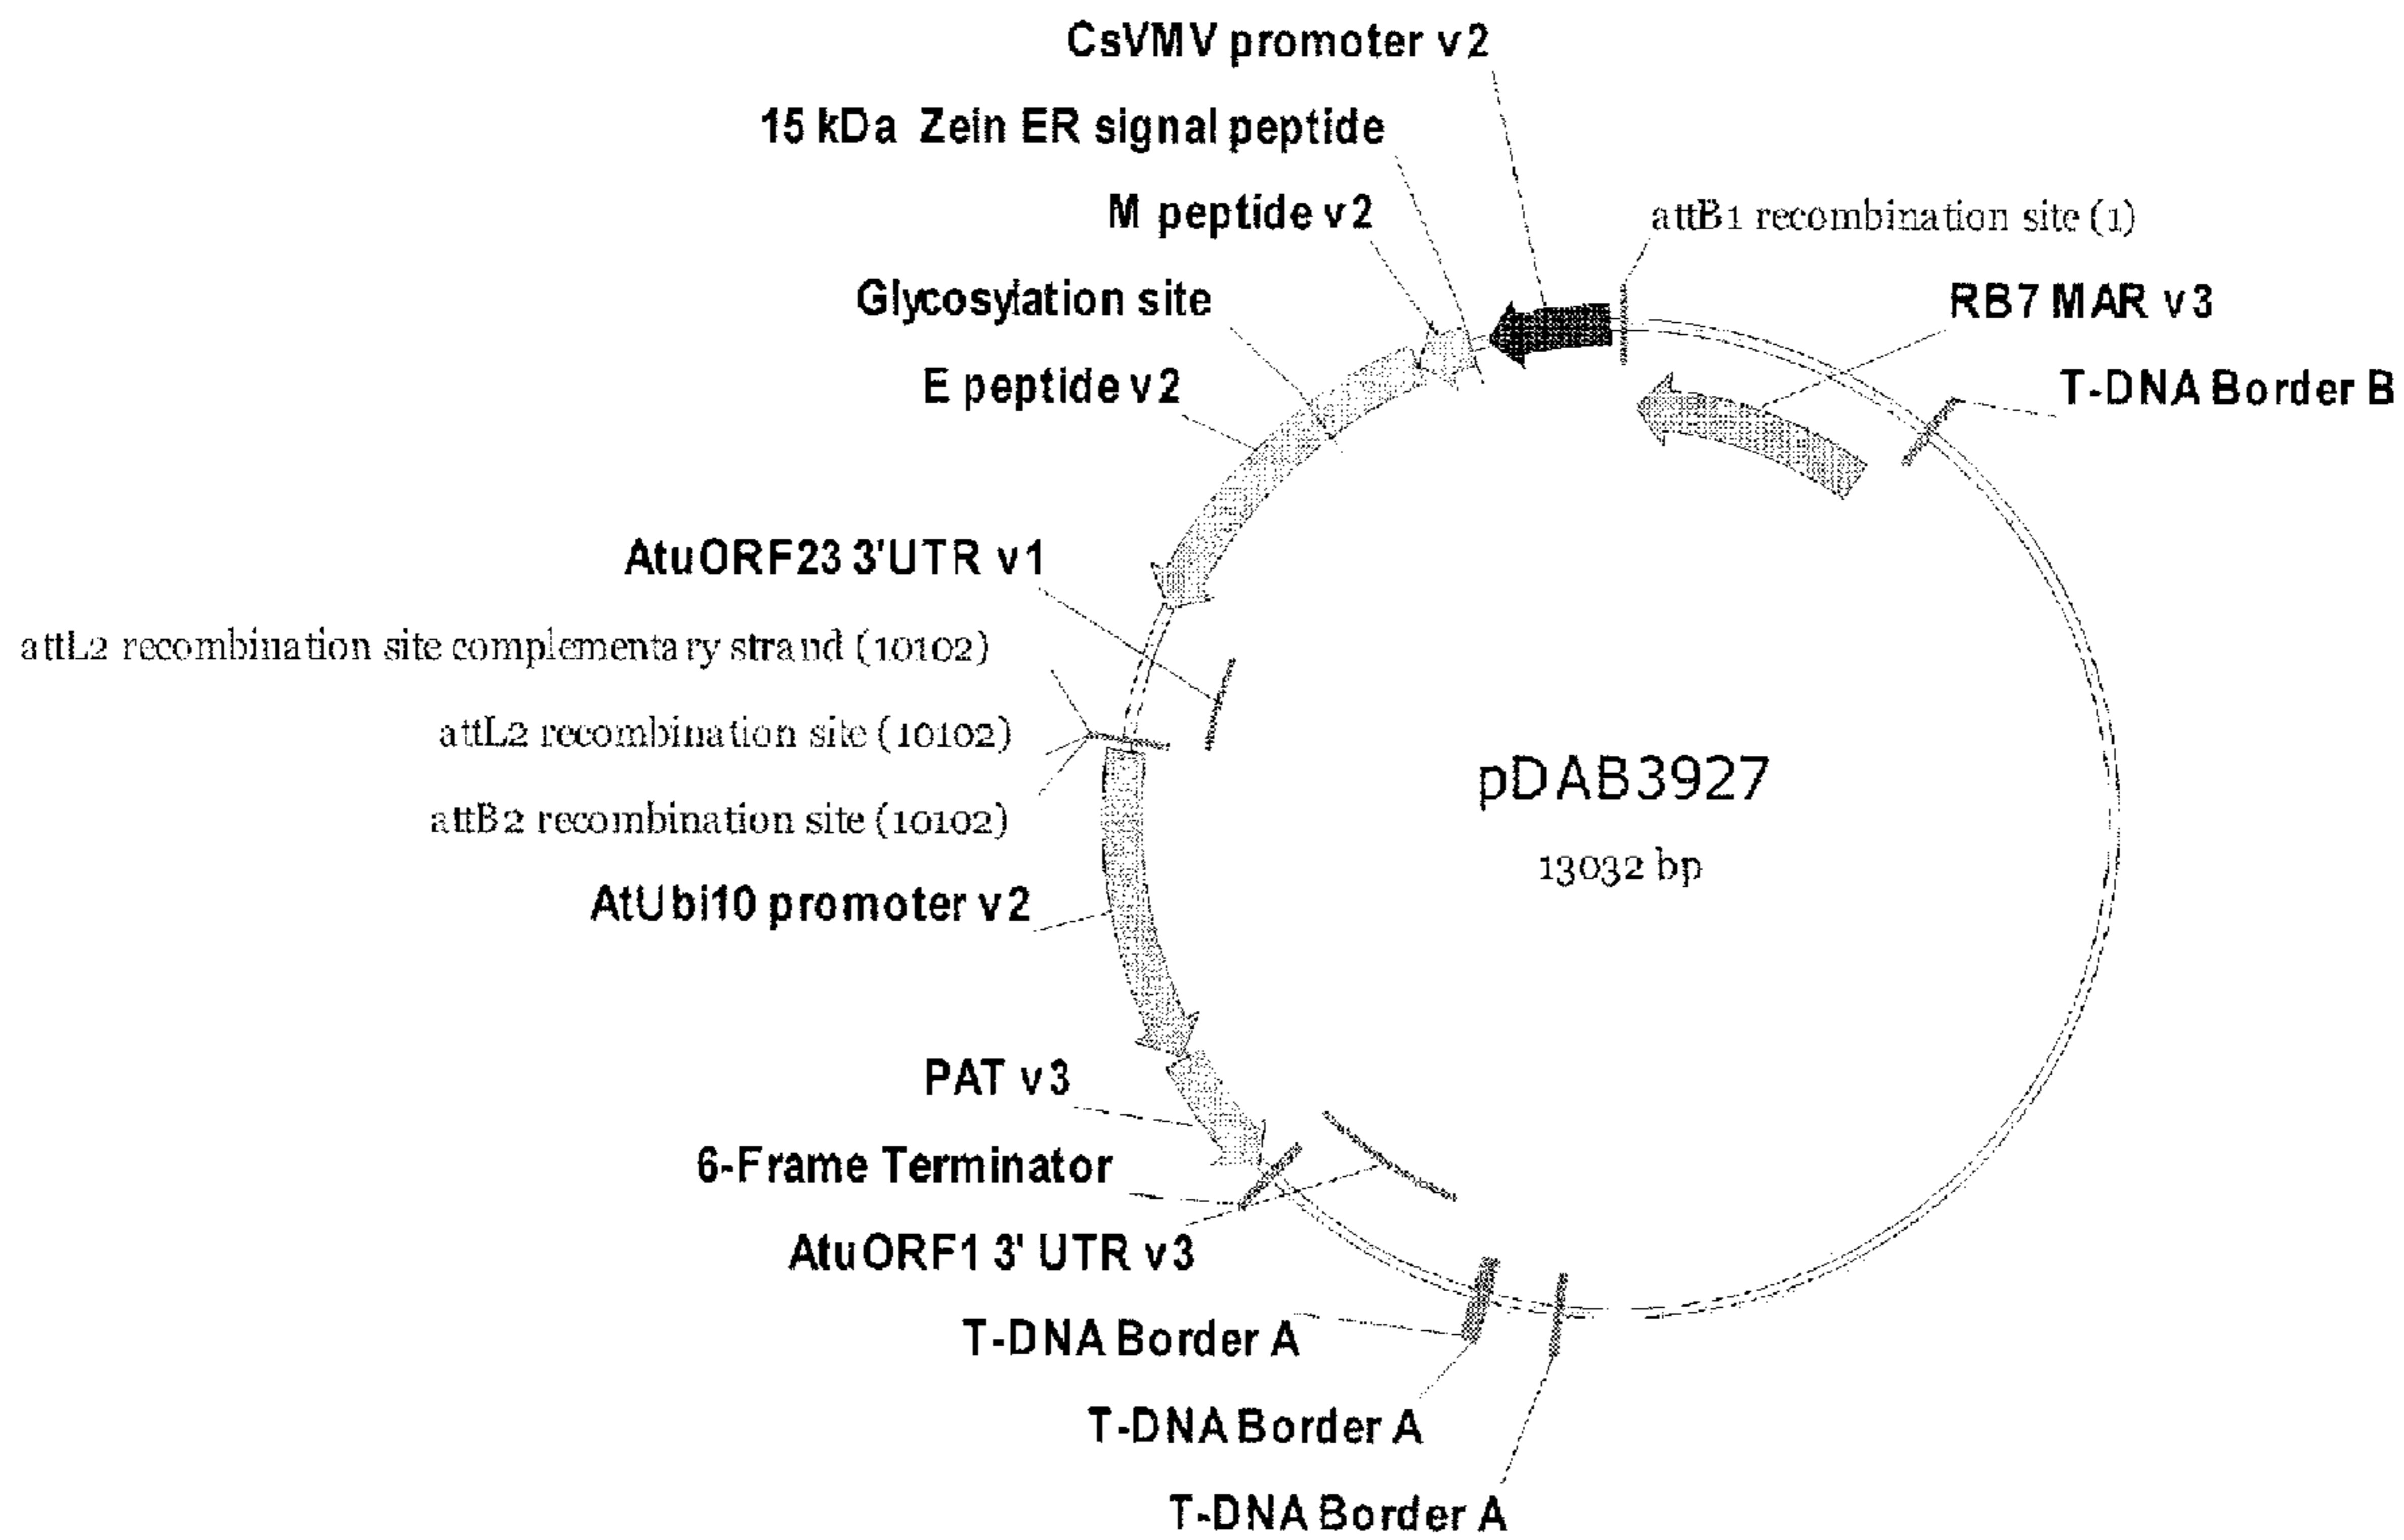 CsVMV promoter v2
15 kDa Zein ER signal peptide
M peptide v2
attB1 recombination site (1)
Glycosylation site
RB7 MAR v3
E peptide v2
T-DNA Border B
AtuORF23 3'UTR v1
attL2 recombination site complementary strand (10102)
attL2 recombination site (10102)
pDAB3927
attB2 recombination site (10102)
13032 bp
AtUbi10 promoter v2
PAT v3
6-Frame Terminator
AtuORF1 3' UTR v3
T-DNA Border A
T-DNA Border A
T-DNA Border A